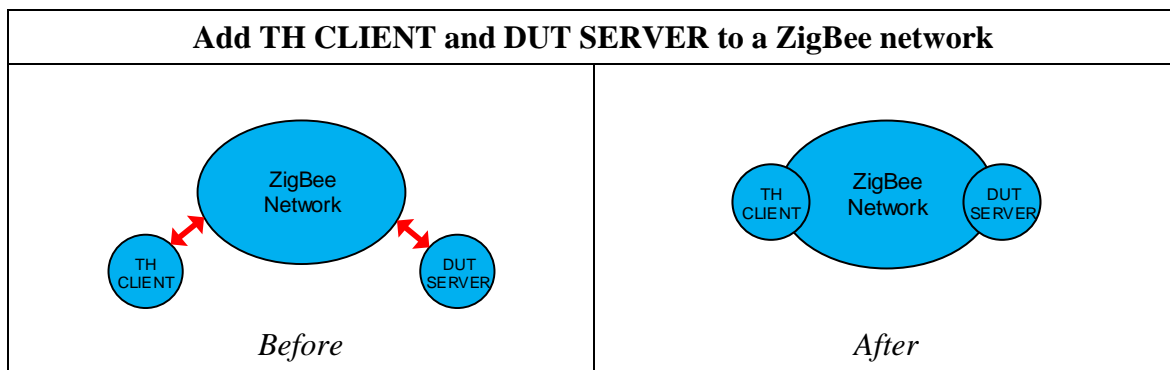 Add TH CLIENT and DUT SERVER to a ZigBee network
ZigBee
Network
TH
CLIENT
DUT
SERVER
Before
TH
CLIENT
ZigBee
Network
DUT
SERVER
After